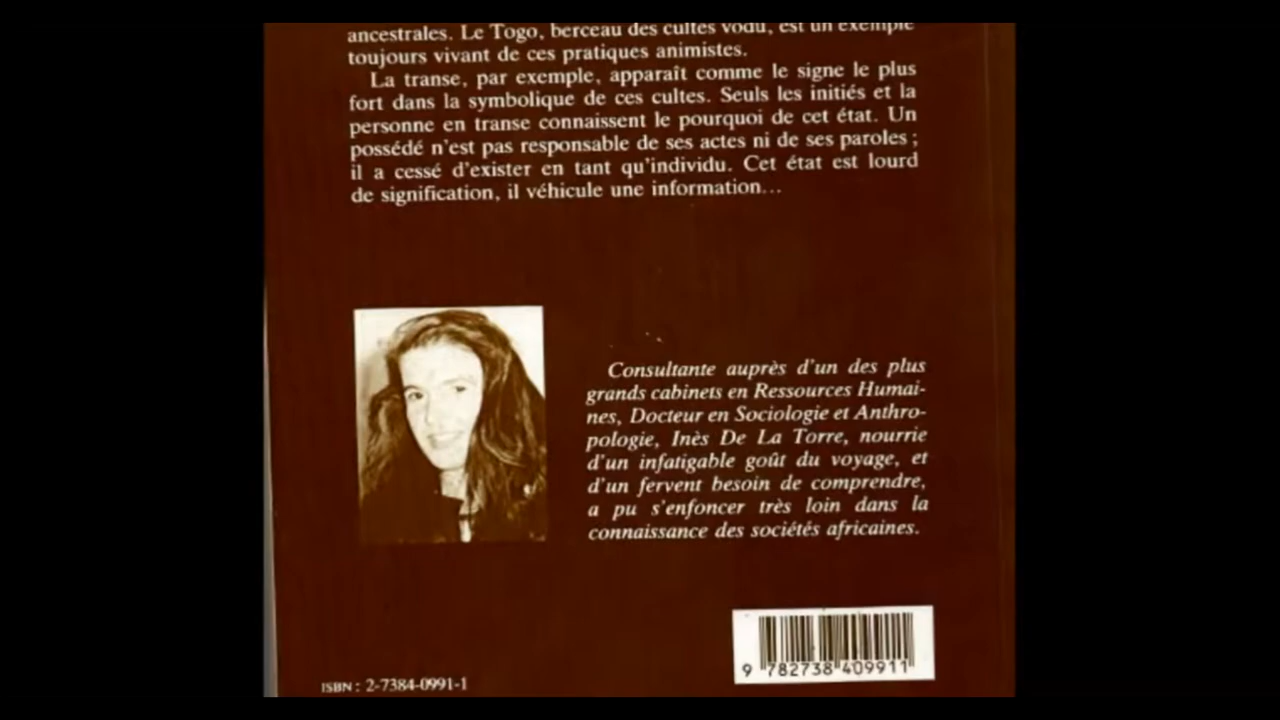 ancestrales. Le Togo, berceau des cultes vodu, est un exemple
toujours vivant de ces pratiques animistes.
La transe, par exemple, apparaît comme le signe le plus
fort dans la symbolique de ces cultes. Seuls les initiés et la
personne en transe connaissent le pourquoi de cet état. Un
possédé n'est pas responsable de ses actes ni de ses paroles ;
il a cessé d'exister en tant qu'individu. Cet état est lourd
de signification, il véhicule une information...
Consultante auprès d'un des plus
grands cabinets en Ressources Humai-
nes, Docteur en Sociologie et Anthro-
pologie, Inès De La Torre, nourrie
d'un infatigable goût du voyage, et
d'un fervent besoin de comprendre,
a pu s'enfoncer très loin dans la
connaissance des sociétés africaines.
9 782738 409911
ISBN : 2-7384-0991-1